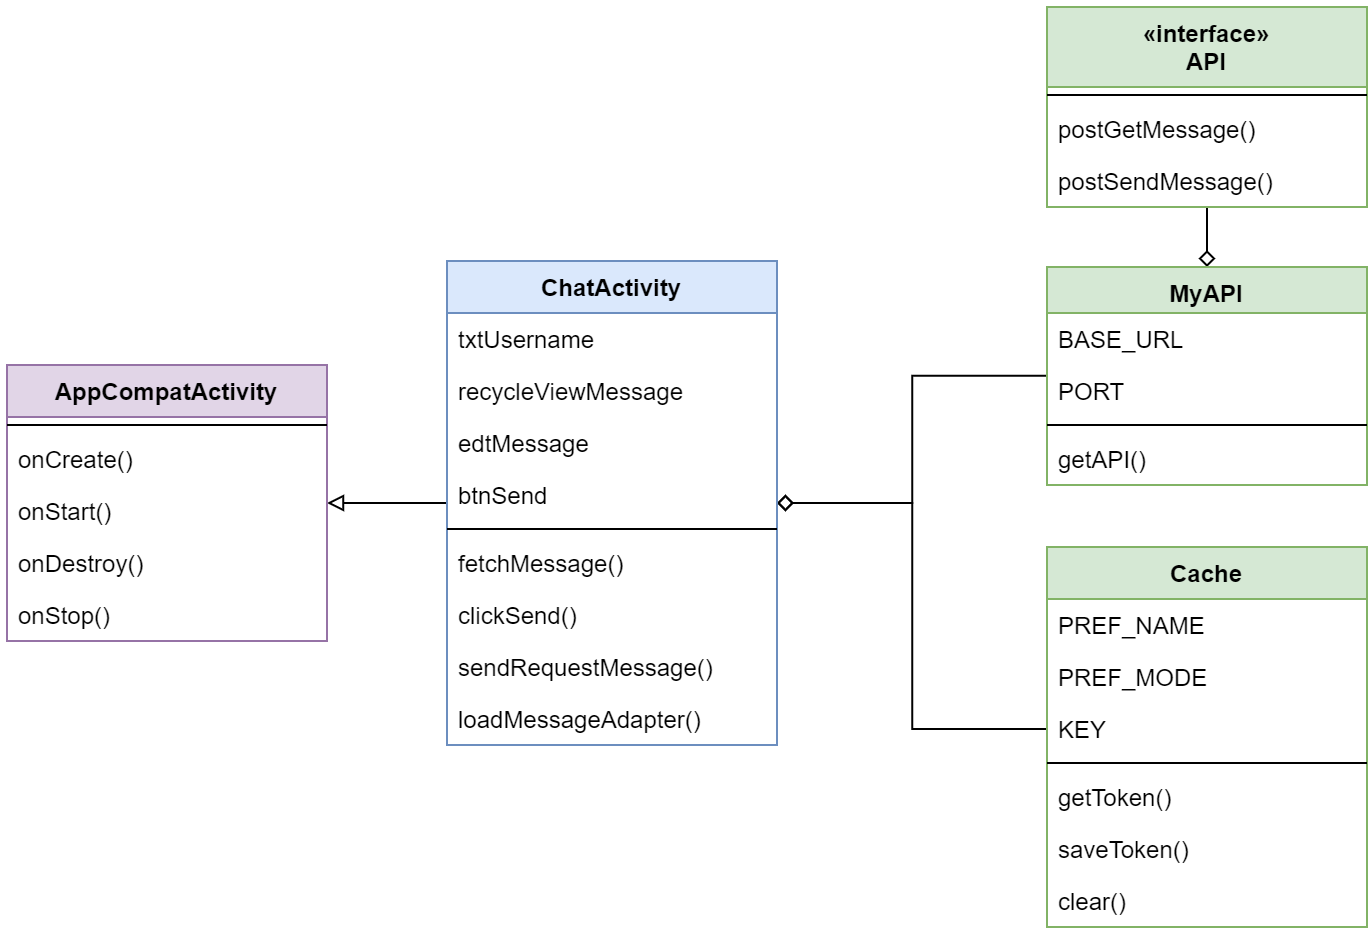 «interface»
API
postGetMessage()
postSendMessage()
MyAPI
BASE_URL
PORT
getAPI()
ChatActivity
txtUsername
recycleViewMessage
edtMessage
btnSend
fetchMessage()
clickSend()
sendRequestMessage()
loadMessageAdapter()
AppCompatActivity
onCreate()
onStart()
onDestroy()
onStop()
Cache
PREF_NAME
PREF_MODE
KEY
getToken()
saveToken()
clear()